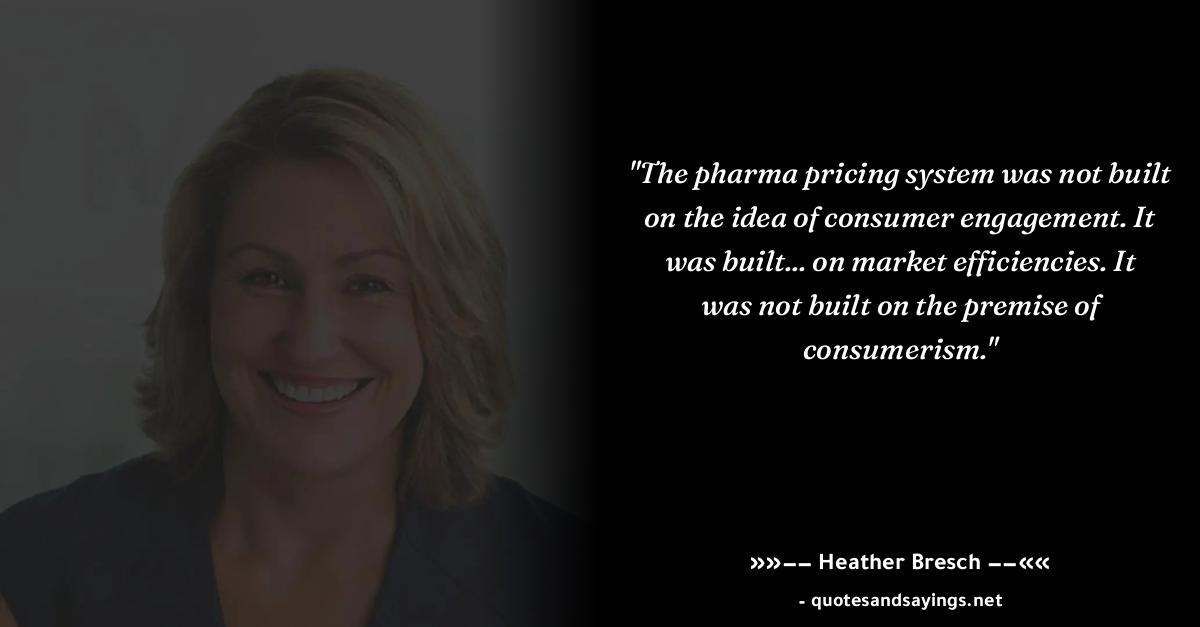 "The pharma pricing system was not built
on the idea of consumer engagement. It
was built... on market efficiencies. It
was not built on the premise of
consumerism."
»»–– Heather Bresch ––««
- quotesandsayings.net